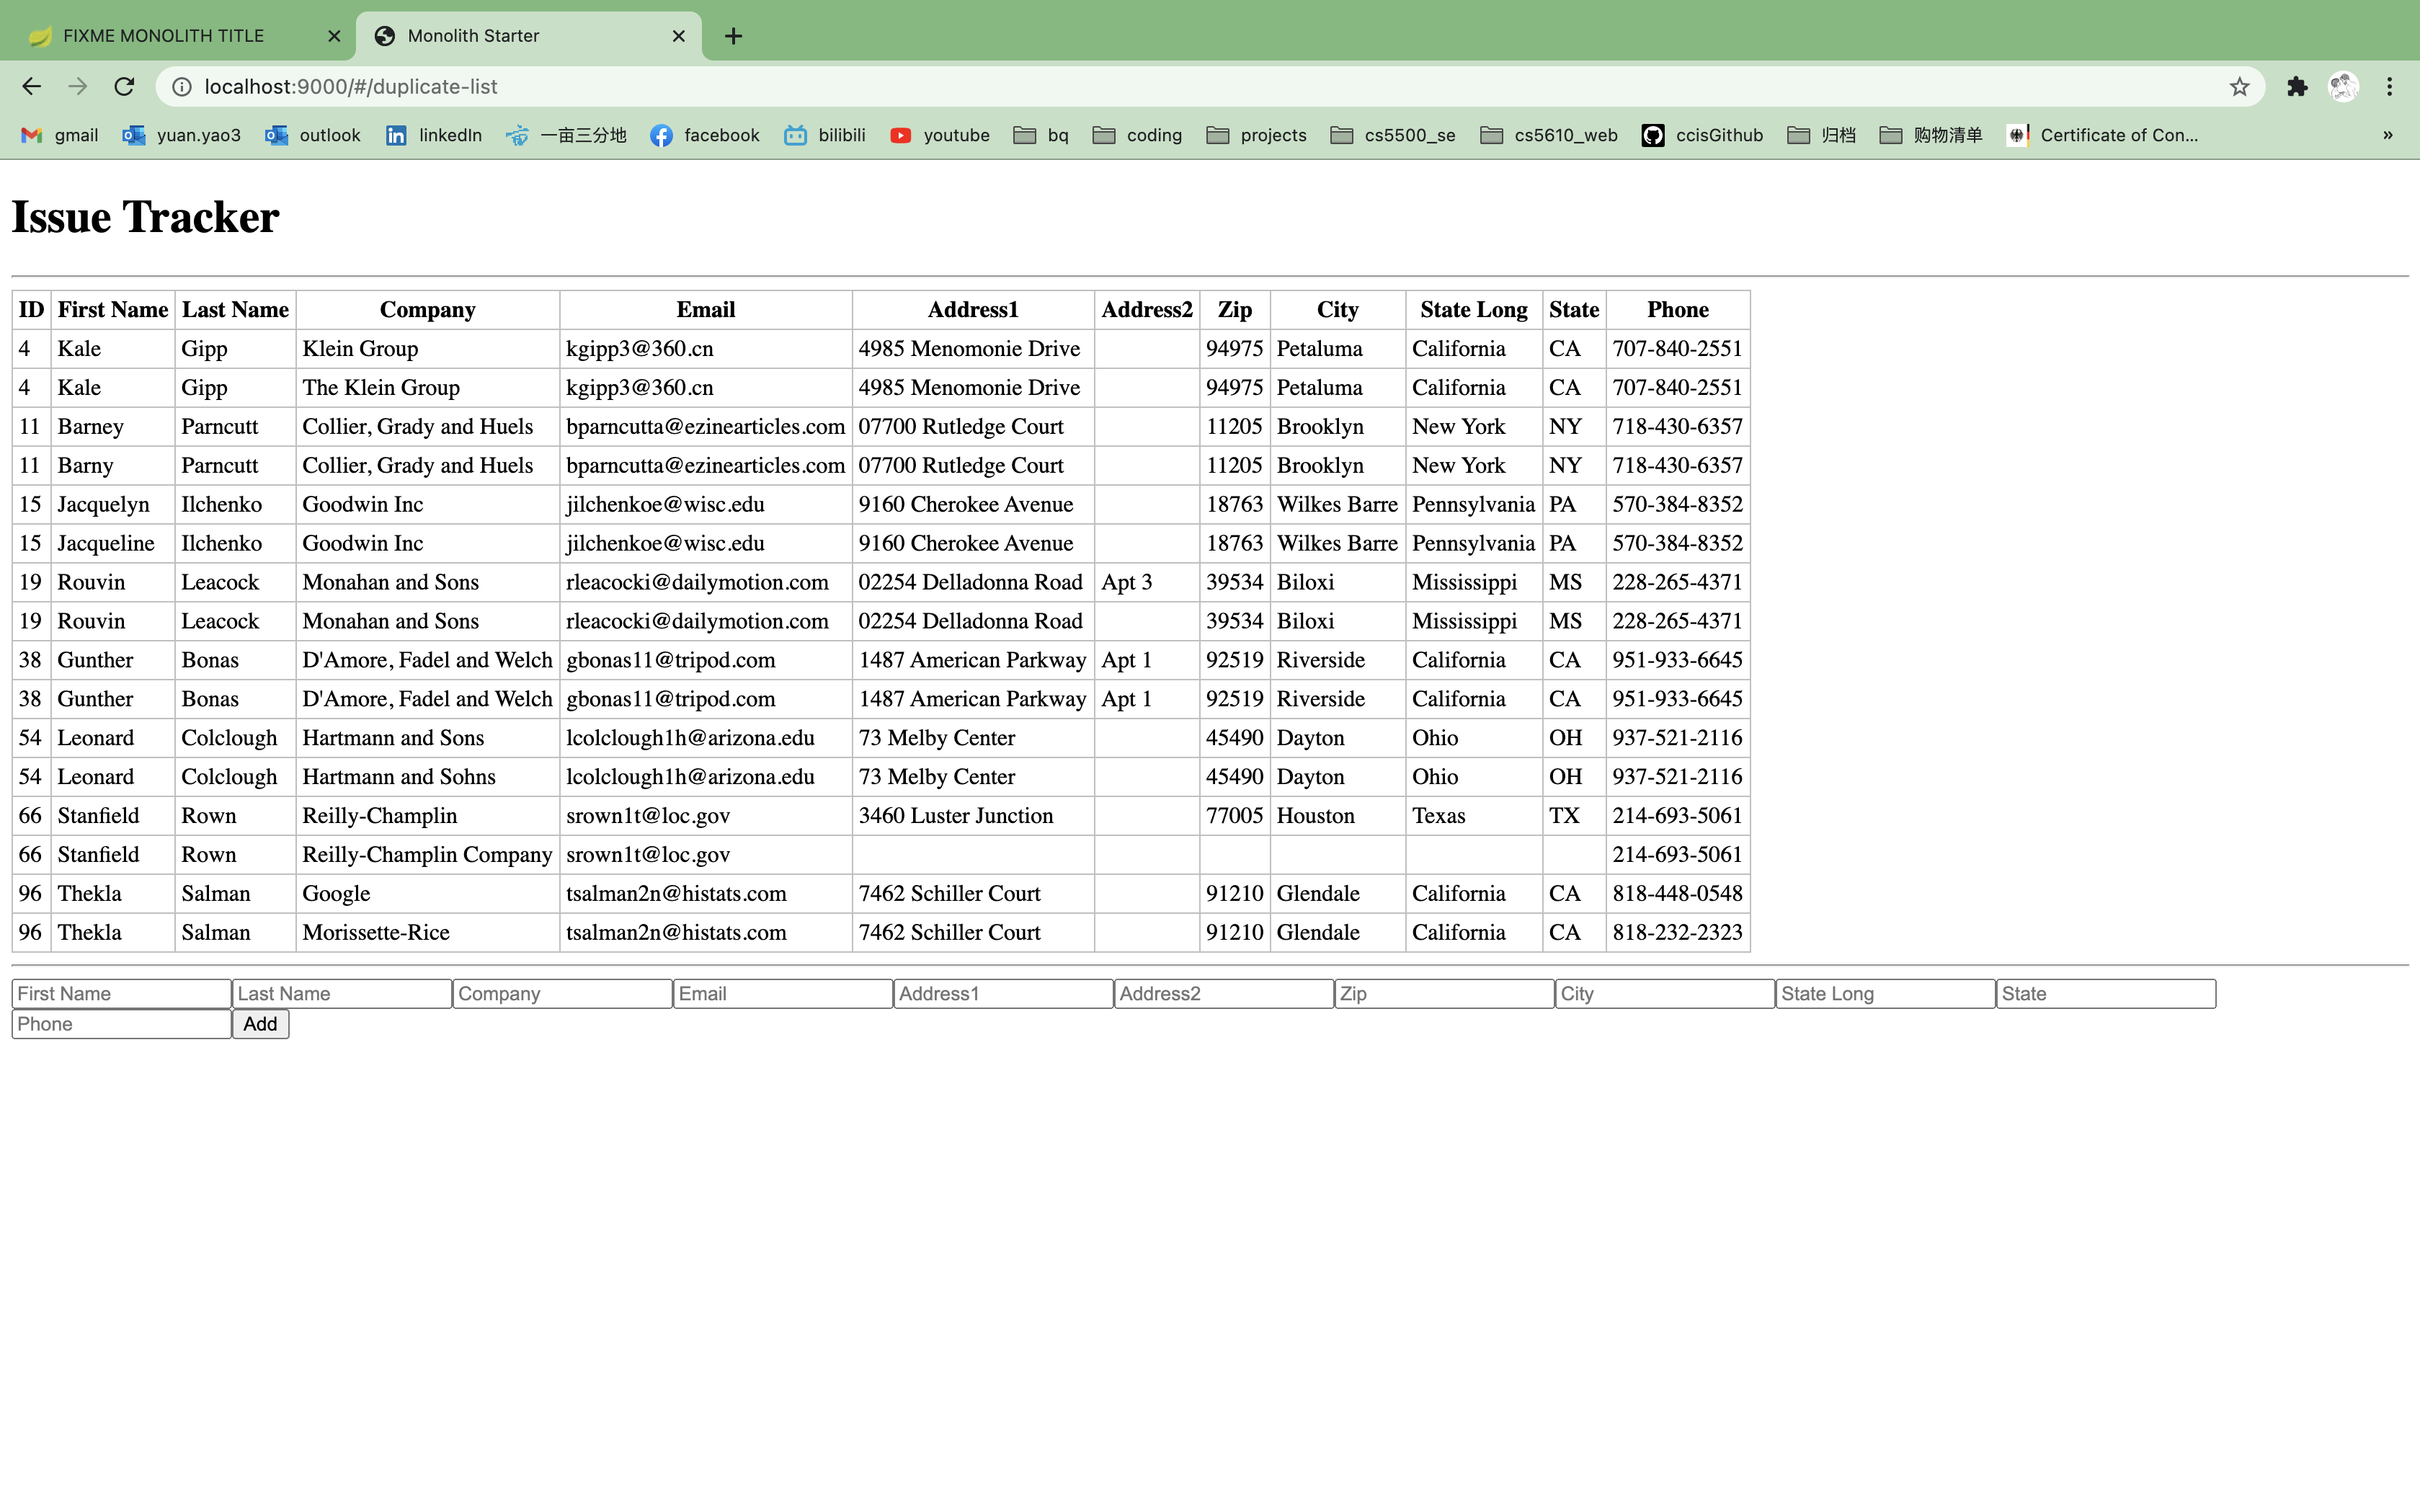 FIXME MONOLITH TITLE Monolith Starter
localhost:9000/#/duplicate-list
gmail yuan.yao3 outlook linkedIn 一亩三分地 facebook bilibili youtube bq coding projects cs5500_se cs5610_web ccisGithub 归档 购物清单 Certificate of Con... »
Issue Tracker
ID First Name Last Name Company Email Address1 Address2 Zip City State Long State Phone
4 Kale Gipp Klein Group kgipp3@360.cn 4985 Menomonie Drive 94975 Petaluma California CA 707-840-2551
4 Kale Gipp The Klein Group kgipp3@360.cn 4985 Menomonie Drive 94975 Petaluma California CA 707-840-2551
11 Barney Parncutt Collier, Grady and Huels bparncutta@ezinearticles.com 07700 Rutledge Court 11205 Brooklyn New York NY 718-430-6357
11 Barny Parncutt Collier, Grady and Huels bparncutta@ezinearticles.com 07700 Rutledge Court 11205 Brooklyn New York NY 718-430-6357
15 Jacquelyn Ilchenko Goodwin Inc jilchenkoe@wisc.edu 9160 Cherokee Avenue 18763 Wilkes Barre Pennsylvania PA 570-384-8352
15 Jacqueline Ilchenko Goodwin Inc jilchenkoe@wisc.edu 9160 Cherokee Avenue 18763 Wilkes Barre Pennsylvania PA 570-384-8352
19 Rouvin Leacock Monahan and Sons rleacocki@dailymotion.com 02254 Delladonna Road Apt 3 39534 Biloxi Mississippi MS 228-265-4371
19 Rouvin Leacock Monahan and Sons rleacocki@dailymotion.com 02254 Delladonna Road 39534 Biloxi Mississippi MS 228-265-4371
38 Gunther Bonas D'Amore, Fadel and Welch gbonas11@tripod.com 1487 American Parkway Apt 1 92519 Riverside California CA 951-933-6645
38 Gunther Bonas D'Amore, Fadel and Welch gbonas11@tripod.com 1487 American Parkway Apt 1 92519 Riverside California CA 951-933-6645
54 Leonard Colclough Hartmann and Sons lcolclough1h@arizona.edu 73 Melby Center 45490 Dayton Ohio OH 937-521-2116
54 Leonard Colclough Hartmann and Sohns lcolclough1h@arizona.edu 73 Melby Center 45490 Dayton Ohio OH 937-521-2116
66 Stanfield Rown Reilly-Champlin srown1t@loc.gov 3460 Luster Junction 77005 Houston Texas TX 214-693-5061
66 Stanfield Rown Reilly-Champlin Company srown1t@loc.gov 214-693-5061
96 Thekla Salman Google tsalman2n@histats.com 7462 Schiller Court 91210 Glendale California CA 818-448-0548
96 Thekla Salman Morissette-Rice tsalman2n@histats.com 7462 Schiller Court 91210 Glendale California CA 818-232-2323
First Name Last Name Company Email Address1 Address2 Zip City State Long State
Phone Add